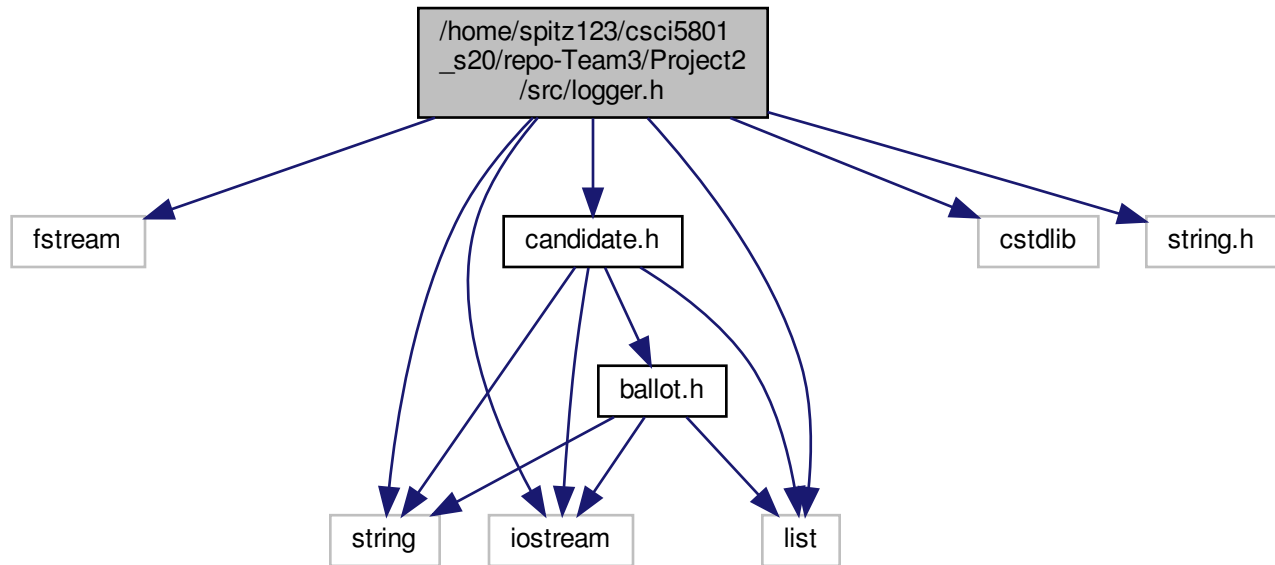 /home/spitz123/csci5801
_s20/repo-Team3/Project2
/src/logger.h
fstream
candidate.h
cstdlib
string.h
ballot.h
string
iostream
list